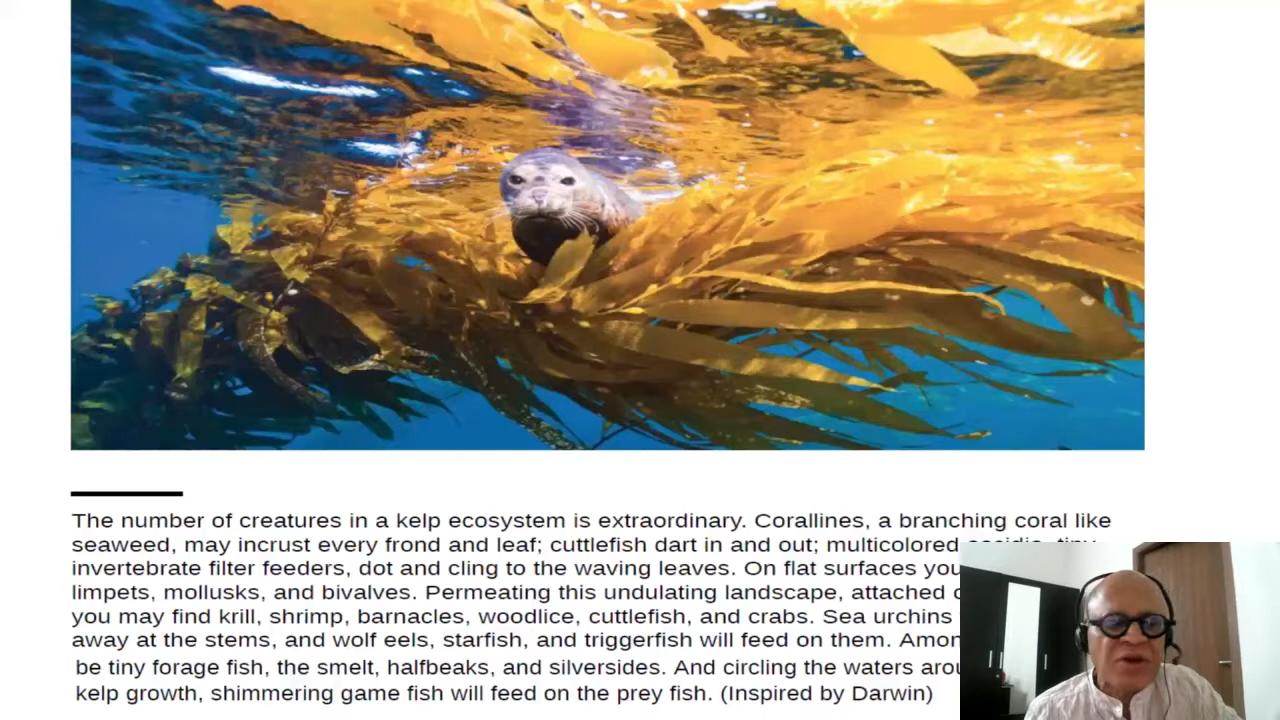 The number of creatures in a kelp ecosystem is extraordinary. Corallines, a branching coral like
seaweed, may incrust every frond and leaf; cuttlefish dart in and out; multicolored
invertebrate filter feeders, dot and cling to the waving leaves. On flat surfaces you
limpets, mollusks, and bivalves. Permeating this undulating landscape, attached
you may find krill, shrimp, barnacles, woodlice, cuttlefish, and crabs. Sea urchins
away at the stems, and wolf eels, starfish, and triggerfish will feed on them.
be tiny forage fish, the smelt, halfbeaks, and silversides. And circling the waters
kelp growth, shimmering game fish will feed on the prey fish. (Inspired by Darwin)